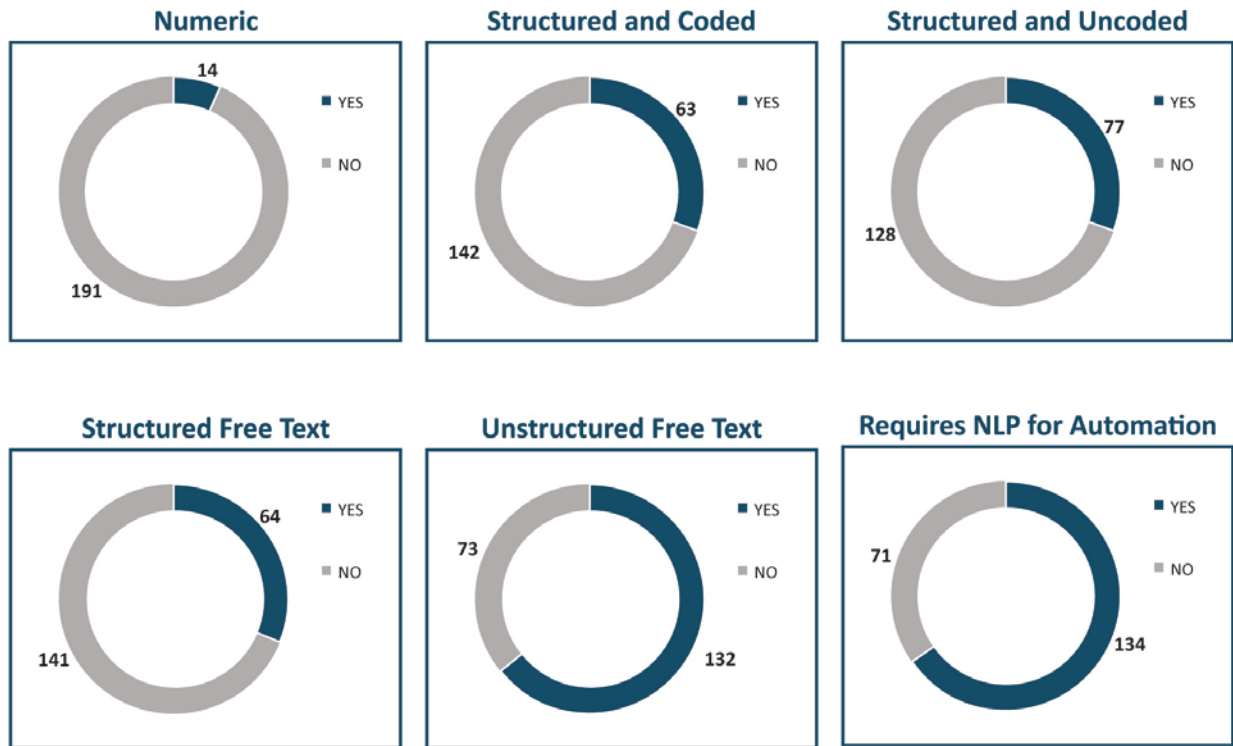 Numeric
14
YES
NO
191
Structured and Coded
63
YES
NO
142
Structured and Uncoded
77
YES
NO
128
Structured Free Text
64
YES
NO
141
Unstructured Free Text
73
YES
NO
132
Requires NLP for Automation
71
YES
NO
134